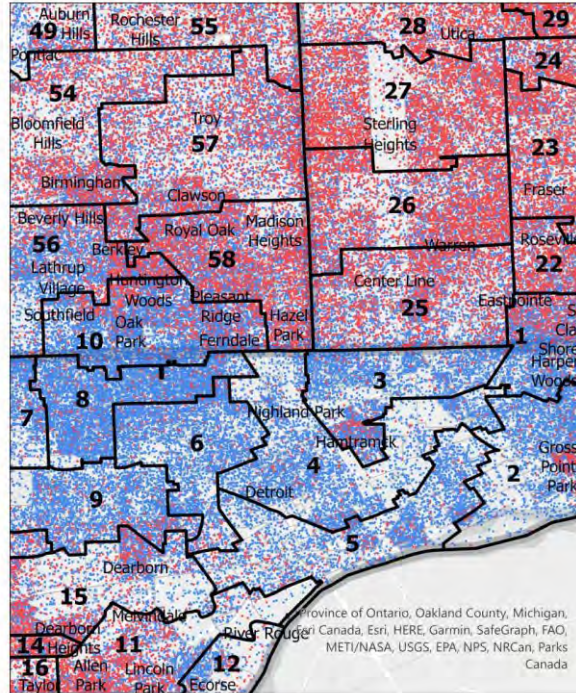 Auburn
Hills
49
Rochester
Hills
55
28
Utica
29
Pontiac
24
54
27
Troy
57
Sterling
Heights
Bloomfield
Hills
23
Birmingham
Clawson
Fraser
26
Beverly Hills
56
Royal Oak
Madison
Heights
Berkley
58
Warren
Roseville
22
Lathrup
Village
Huntington
Woods
Center Line
25
Southfield
10
Oak
Park
Pleasant
Ridge
Ferndale
Hazel
Park
Eastpointe
1
S
Cla
Shore
Harper
Woods
3
7
8
Highland Park
6
Hamtramck
4
2
Gross
Point
Park
9
Detroit
5
Dearborn
15
Melvindale
River Rouge
Dearborn
Heights
14
11
16
Taylor
Allen
Park
Lincoln
Park
12
Ecorse
Province of Ontario, Oakland County, Michigan,
Esri Canada, Esri, HERE, Garmin, SafeGraph, FAO,
METI/NASA, USGS, EPA, NPS, NRCan, Parks
Canada